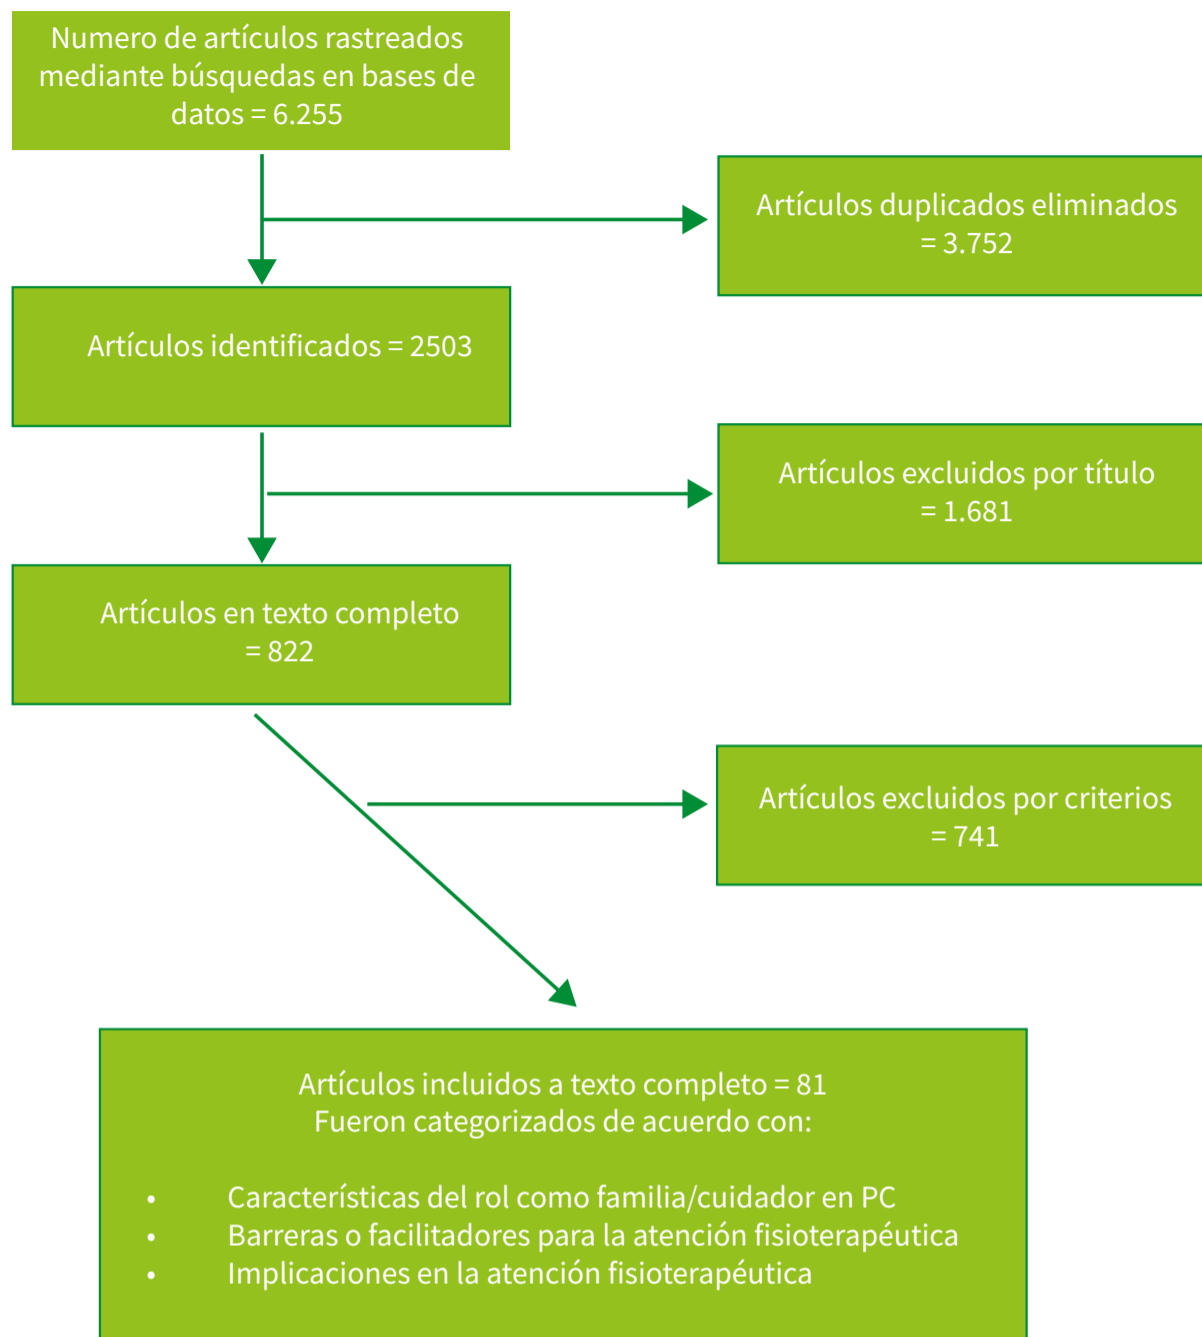 Numero de artículos rastreados
mediante búsquedas en bases de
datos = 6.255
Artículos duplicados eliminados
= 3.752
Artículos identificados = 2503
Artículos excluidos por título
= 1.681
Artículos en texto completo
= 822
Artículos excluidos por criterios
= 741
Artículos incluidos a texto completo = 81
Fueron categorizados de acuerdo con:
• Características del rol como familia/cuidador en PC
• Barreras o facilitadores para la atención fisioterapéutica
• Implicaciones en la atención fisioterapéutica